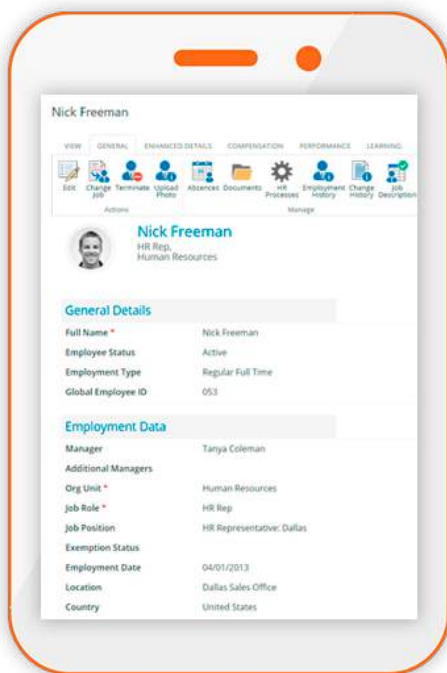 Nick Freeman
VIEW GENERAL ENHANCED DETAILS COMPENSATION PERFORMANCE LEARNING
Edit Change Job Terminate Upload Photo Absences Documents HR Processes Employment History Change History Job Description
Actions Manage
Nick Freeman
HR Rep,
Human Resources
General Details
Full Name * Nick Freeman
Employee Status Active
Employment Type Regular Full Time
Global Employee ID 053
Employment Data
Manager Tanya Coleman
Additional Managers
Org Unit * Human Resources
Job Role * HR Rep
Job Position HR Representative: Dallas
Exemption Status
Employment Date 04/01/2013
Location Dallas Sales Office
Country United States